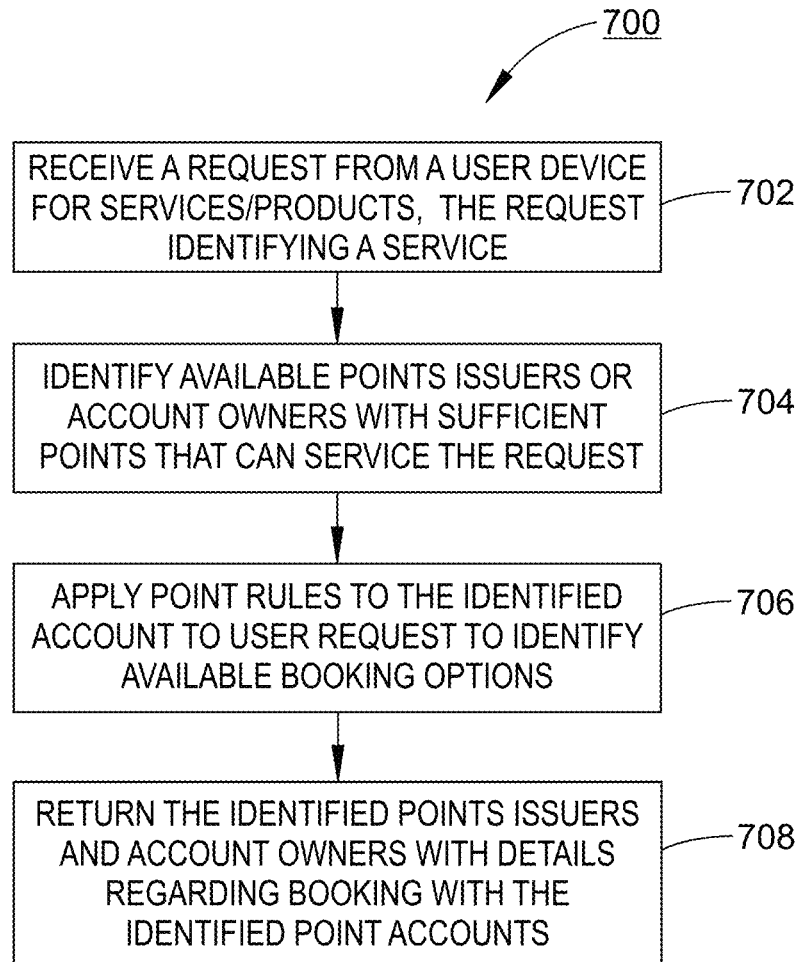 700
RECEIVE A REQUEST FROM A USER DEVICE
FOR SERVICES/PRODUCTS, THE REQUEST
IDENTIFYING A SERVICE
702
IDENTIFY AVAILABLE POINTS ISSUERS OR
ACCOUNT OWNERS WITH SUFFICIENT
POINTS THAT CAN SERVICE THE REQUEST
704
APPLY POINT RULES TO THE IDENTIFIED
ACCOUNT TO USER REQUEST TO IDENTIFY
AVAILABLE BOOKING OPTIONS
706
RETURN THE IDENTIFIED POINTS ISSUERS
AND ACCOUNT OWNERS WITH DETAILS
REGARDING BOOKING WITH THE
IDENTIFIED POINT ACCOUNTS
708